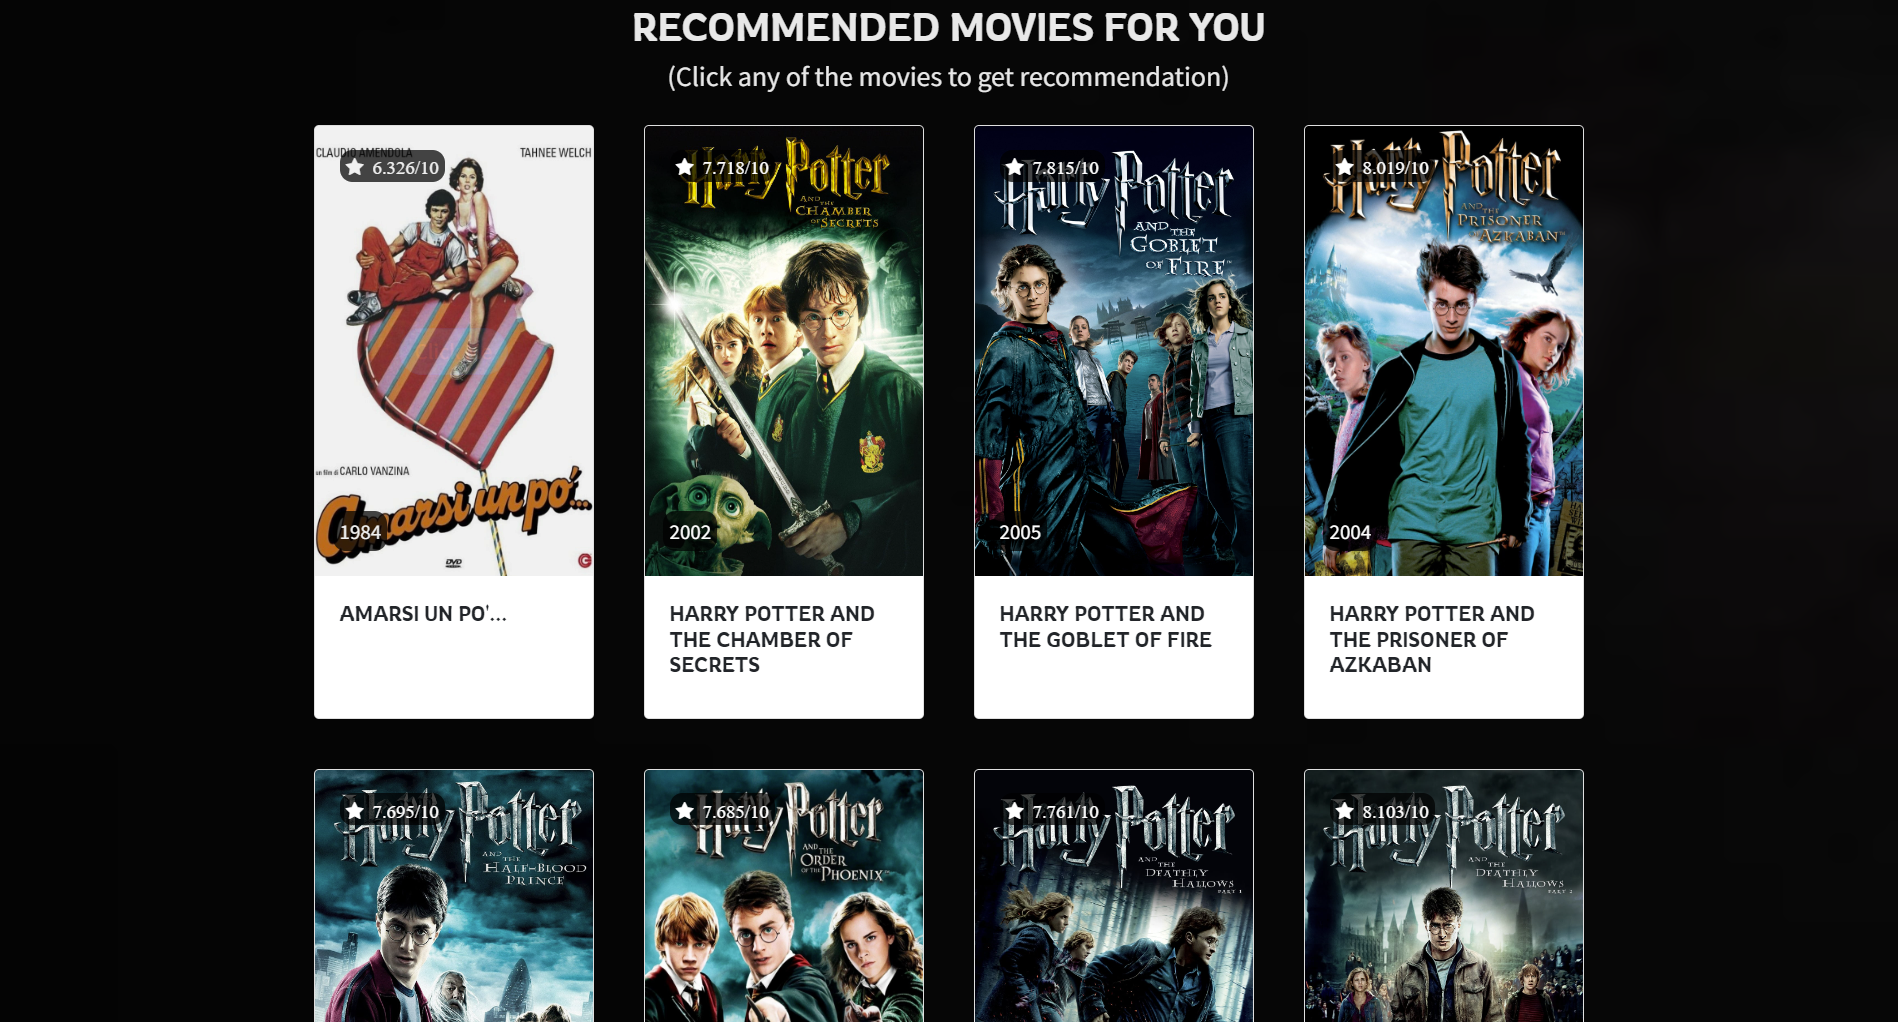 RECOMMENDED MOVIES FOR YOU
(Click any of the movies to get recommendation)
CLAUDIO AMENDOLA
TAHNEE WELCH
6.326/10
un film di CARLO VANZINA
Amarsi un po'...
1984
DVD
AMARSI UN PO'...
7.718/10
Harry Potter
AND THE
CHAMBER
OF SECRETS
2002
HARRY POTTER AND
THE CHAMBER OF
SECRETS
7.815/10
Harry Potter
AND THE
GOBLET
OF FIRE
2005
HARRY POTTER AND
THE GOBLET OF FIRE
8.019/10
Harry Potter
AND THE
PRISONER
OF AZKABAN
2004
HARRY POTTER AND
THE PRISONER OF
AZKABAN
7.695/10
Harry Potter
AND THE
HALF-BLOOD
PRINCE
7.685/10
Harry Potter
AND THE
ORDER
OF THE PHOENIX
7.761/10
Harry Potter
AND THE
DEATHLY
HALLOWS
PART 1
8.103/10
Harry Potter
AND THE
DEATHLY
HALLOWS
PART 2